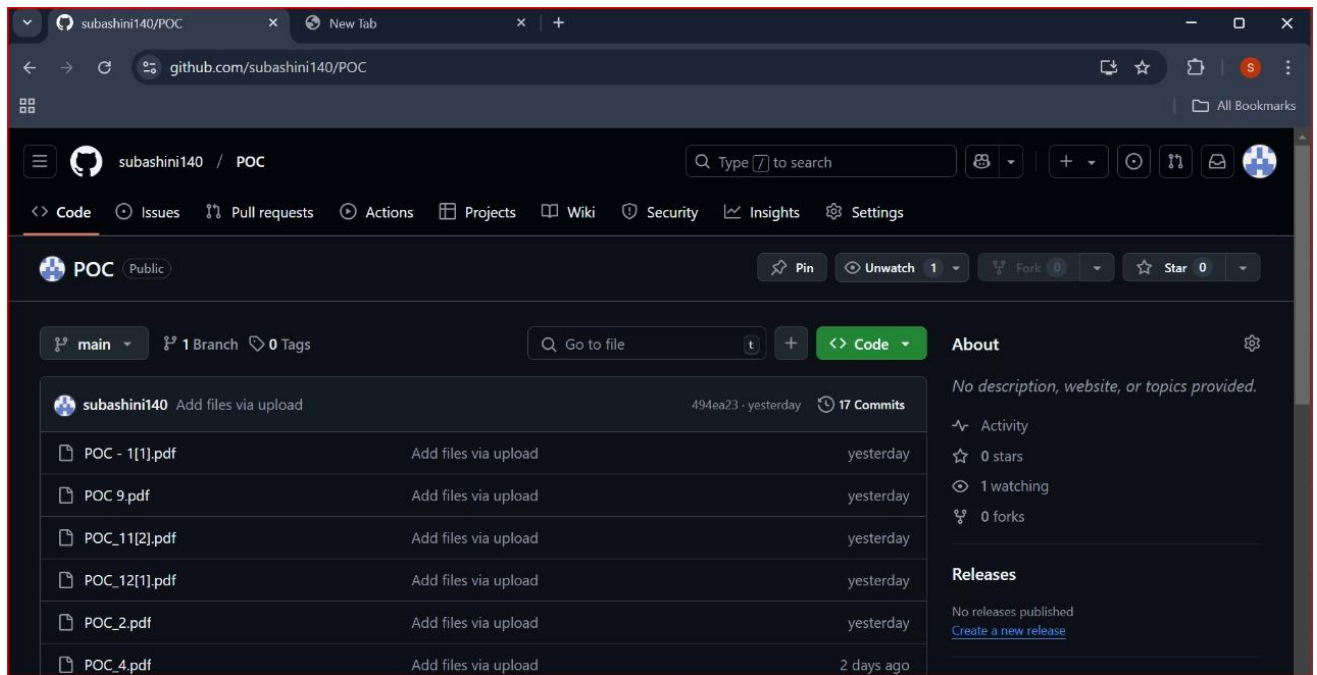 subashini140/POC New Tab
github.com/subashini140/POC S
All Bookmarks
subashini140 / POC Type / to search
Code Issues Pull requests Actions Projects Wiki Security Insights Settings
POC Public Pin Unwatch 1 Fork 0 Star 0
main 1 Branch 0 Tags Go to file t + Code
subashini140 Add files via upload 494ea23 · yesterday 17 Commits
POC - 1[1].pdf Add files via upload yesterday
POC 9.pdf Add files via upload yesterday
POC_11[2].pdf Add files via upload yesterday
POC_12[1].pdf Add files via upload yesterday
POC_2.pdf Add files via upload yesterday
POC_4.pdf Add files via upload 2 days ago
About
No description, website, or topics provided.
Activity
0 stars
1 watching
0 forks
Releases
No releases published
Create a new release